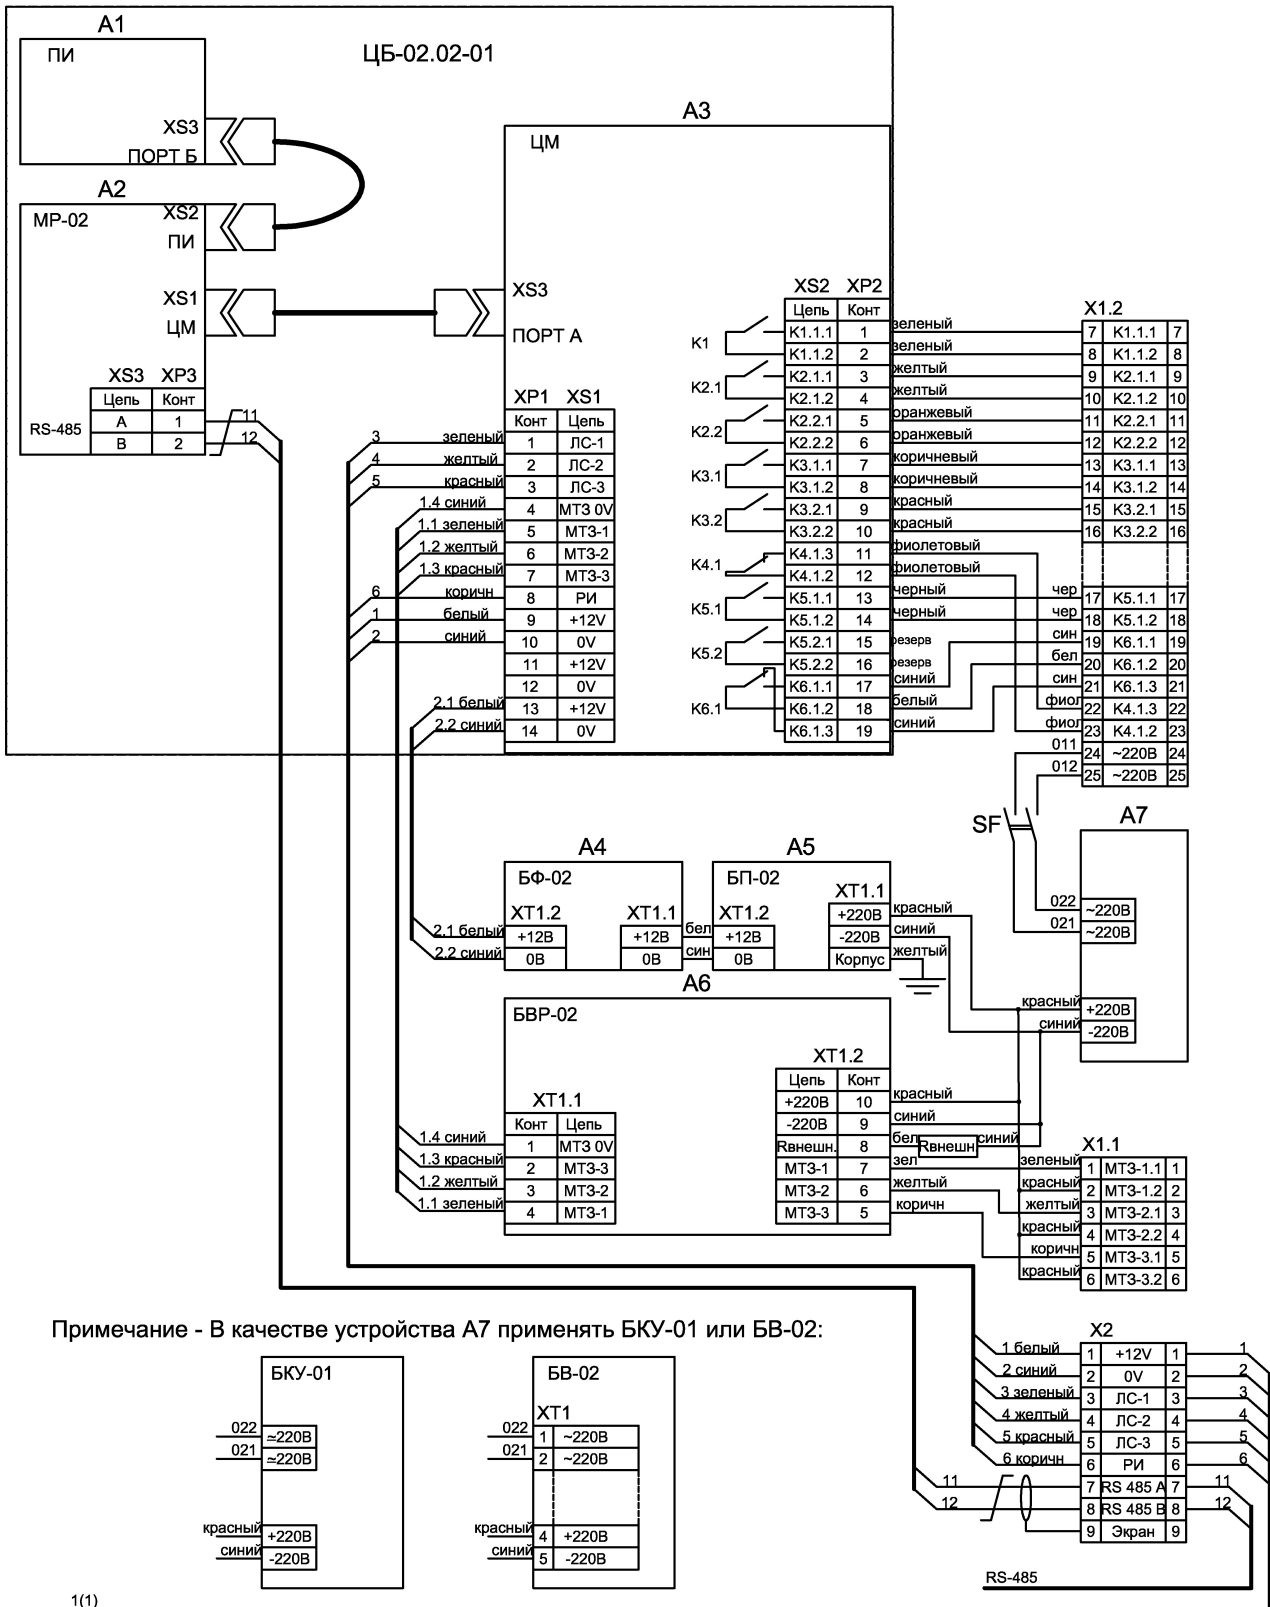 A1
ПИ
ЦБ-02.02-01
XS3
ПОРТ Б
A2
МР-02
XS2
ПИ
XS1
ЦМ
XS3 XP3
Цепь Конт
RS-485
A 1 11
B 2 12
A3
ЦМ
XS3
ПОРТ А
XP1 XS1
Конт Цепь
3 зеленый 1 ЛС-1
4 желтый 2 ЛС-2
5 красный 3 ЛС-3
1.4 синий 4 МТЗ 0V
1.1 зеленый 5 МТЗ-1
1.2 желтый 6 МТЗ-2
1.3 красный 7 МТЗ-3
6 коричн 8 РИ
1 белый 9 +12V
2 синий 10 0V
11 +12V
12 0V
2.1 белый 13 +12V
2.2 синий 14 0V
XS2 XP2
Цепь Конт
K1
K2.1
K2.2
K3.1
K3.2
K4.1
K5.1
K5.2
K6.1
K1.1.1 1 зеленый
K1.1.2 2 зеленый
K2.1.1 3 желтый
K2.1.2 4 желтый
K2.2.1 5 оранжевый
K2.2.2 6 оранжевый
K3.1.1 7 коричневый
K3.1.2 8 коричневый
K3.2.1 9 красный
K3.2.2 10 красный
K4.1.3 11 фиолетовый
K4.1.2 12 фиолетовый
K5.1.1 13 черный
K5.1.2 14 черный
K5.2.1 15 резерв
K5.2.2 16 резерв
K6.1.1 17 синий
K6.1.2 18 белый
K6.1.3 19 синий
X1.2
7 K1.1.1 7
8 K1.1.2 8
9 K2.1.1 9
10 K2.1.2 10
11 K2.2.1 11
12 K2.2.2 12
13 K3.1.1 13
14 K3.1.2 14
15 K3.2.1 15
16 K3.2.2 16
чер 17 K5.1.1 17
чер 18 K5.1.2 18
син 19 K6.1.1 19
бел 20 K6.1.2 20
син 21 K6.1.3 21
фиол 22 K4.1.3 22
фиол 23 K4.1.2 23
011 24 ~220В 24
012 25 ~220В 25
SF
A7
022 ~220В
021 ~220В
красный +220В
синий -220В
A4
БФ-02
XT1.2 XT1.1
2.1 белый +12В +12В бел
2.2 синий 0В 0В син
A5
БП-02
XT1.2 XT1.1
+12В
0В
+220В красный
-220В синий
Корпус желтый
A6
БВР-02
XT1.1
Конт Цепь
1.4 синий 1 МТЗ 0V
1.3 красный 2 МТЗ-3
1.2 желтый 3 МТЗ-2
1.1 зеленый 4 МТЗ-1
XT1.2
Цепь Конт
+220В 10 красный
-220В 9 синий
Rвнешн. 8 бел Rвнешн синий
МТЗ-1 7 зел
МТЗ-2 6 желтый
МТЗ-3 5 коричн
X1.1
зеленый 1 МТЗ-1.1 1
красный 2 МТЗ-1.2 2
желтый 3 МТЗ-2.1 3
красный 4 МТЗ-2.2 4
коричн 5 МТЗ-3.1 5
красный 6 МТЗ-3.2 6
Примечание - В качестве устройства А7 применять БКУ-01 или БВ-02:
БКУ-01
022 ≃220В
021 ≃220В
красный +220В
синий -220В
БВ-02
XT1
022 1 ~220В
021 2 ~220В
красный 4 +220В
синий 5 -220В
X2
1 белый 1 +12V 1 1
2 синий 2 0V 2 2
3 зеленый 3 ЛС-1 3 3
4 желтый 4 ЛС-2 4 4
5 красный 5 ЛС-3 5 5
6 коричн 6 РИ 6 6
11 7 RS 485 A 7 11
12 8 RS 485 B 8 12
9 Экран 9
RS-485
1(1)